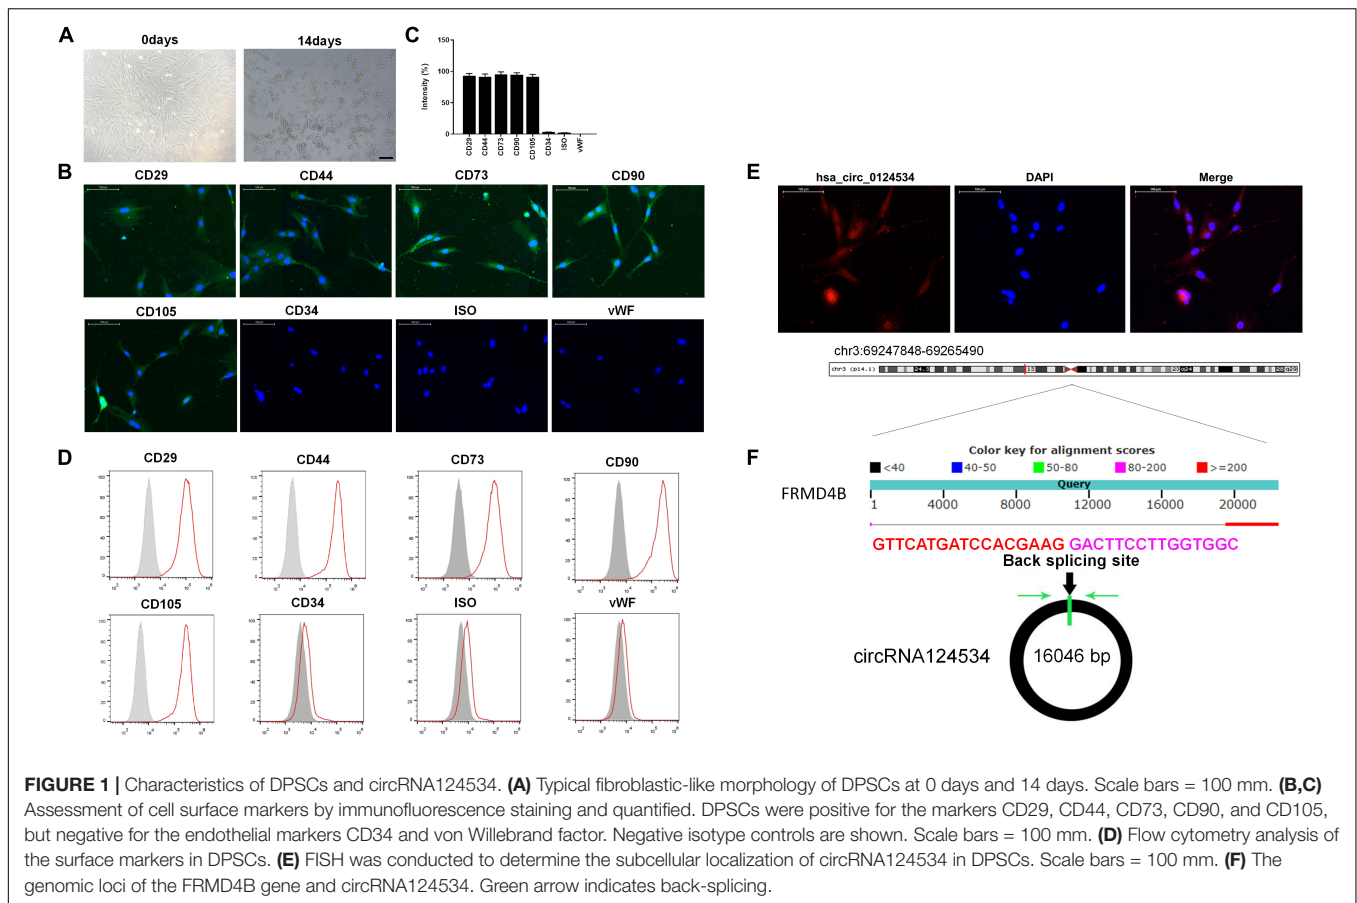 A
0days
14days
C
Intensity (%)
150
100
50
0
CD29
CD44
CD73
CD90
CD105
CD34
ISO
vWF
B
CD29
CD44
CD73
CD90
CD105
CD34
ISO
vWF
E
hsa_circ_0124534
DAPI
Merge
chr3:69247848-69265490
chr3 (p14.1)
24.3
13
q24
q29
D
CD29
CD44
CD73
CD90
CD105
CD34
ISO
vWF
F
Color key for alignment scores
<40
40-50
50-80
80-200
>=200
FRMD4B
Query
1
4000
8000
12000
16000
20000
GTTCATGATCCACGAAG GACTTCCTTGGTGGC
Back splicing site
circRNA124534
16046 bp
FIGURE 1 | Characteristics of DPSCs and circRNA124534. (A) Typical fibroblastic-like morphology of DPSCs at 0 days and 14 days. Scale bars = 100 mm. (B,C)
Assessment of cell surface markers by immunofluorescence staining and quantified. DPSCs were positive for the markers CD29, CD44, CD73, CD90, and CD105,
but negative for the endothelial markers CD34 and von Willebrand factor. Negative isotype controls are shown. Scale bars = 100 mm. (D) Flow cytometry analysis of
the surface markers in DPSCs. (E) FISH was conducted to determine the subcellular localization of circRNA124534 in DPSCs. Scale bars = 100 mm. (F) The
genomic loci of the FRMD4B gene and circRNA124534. Green arrow indicates back-splicing.